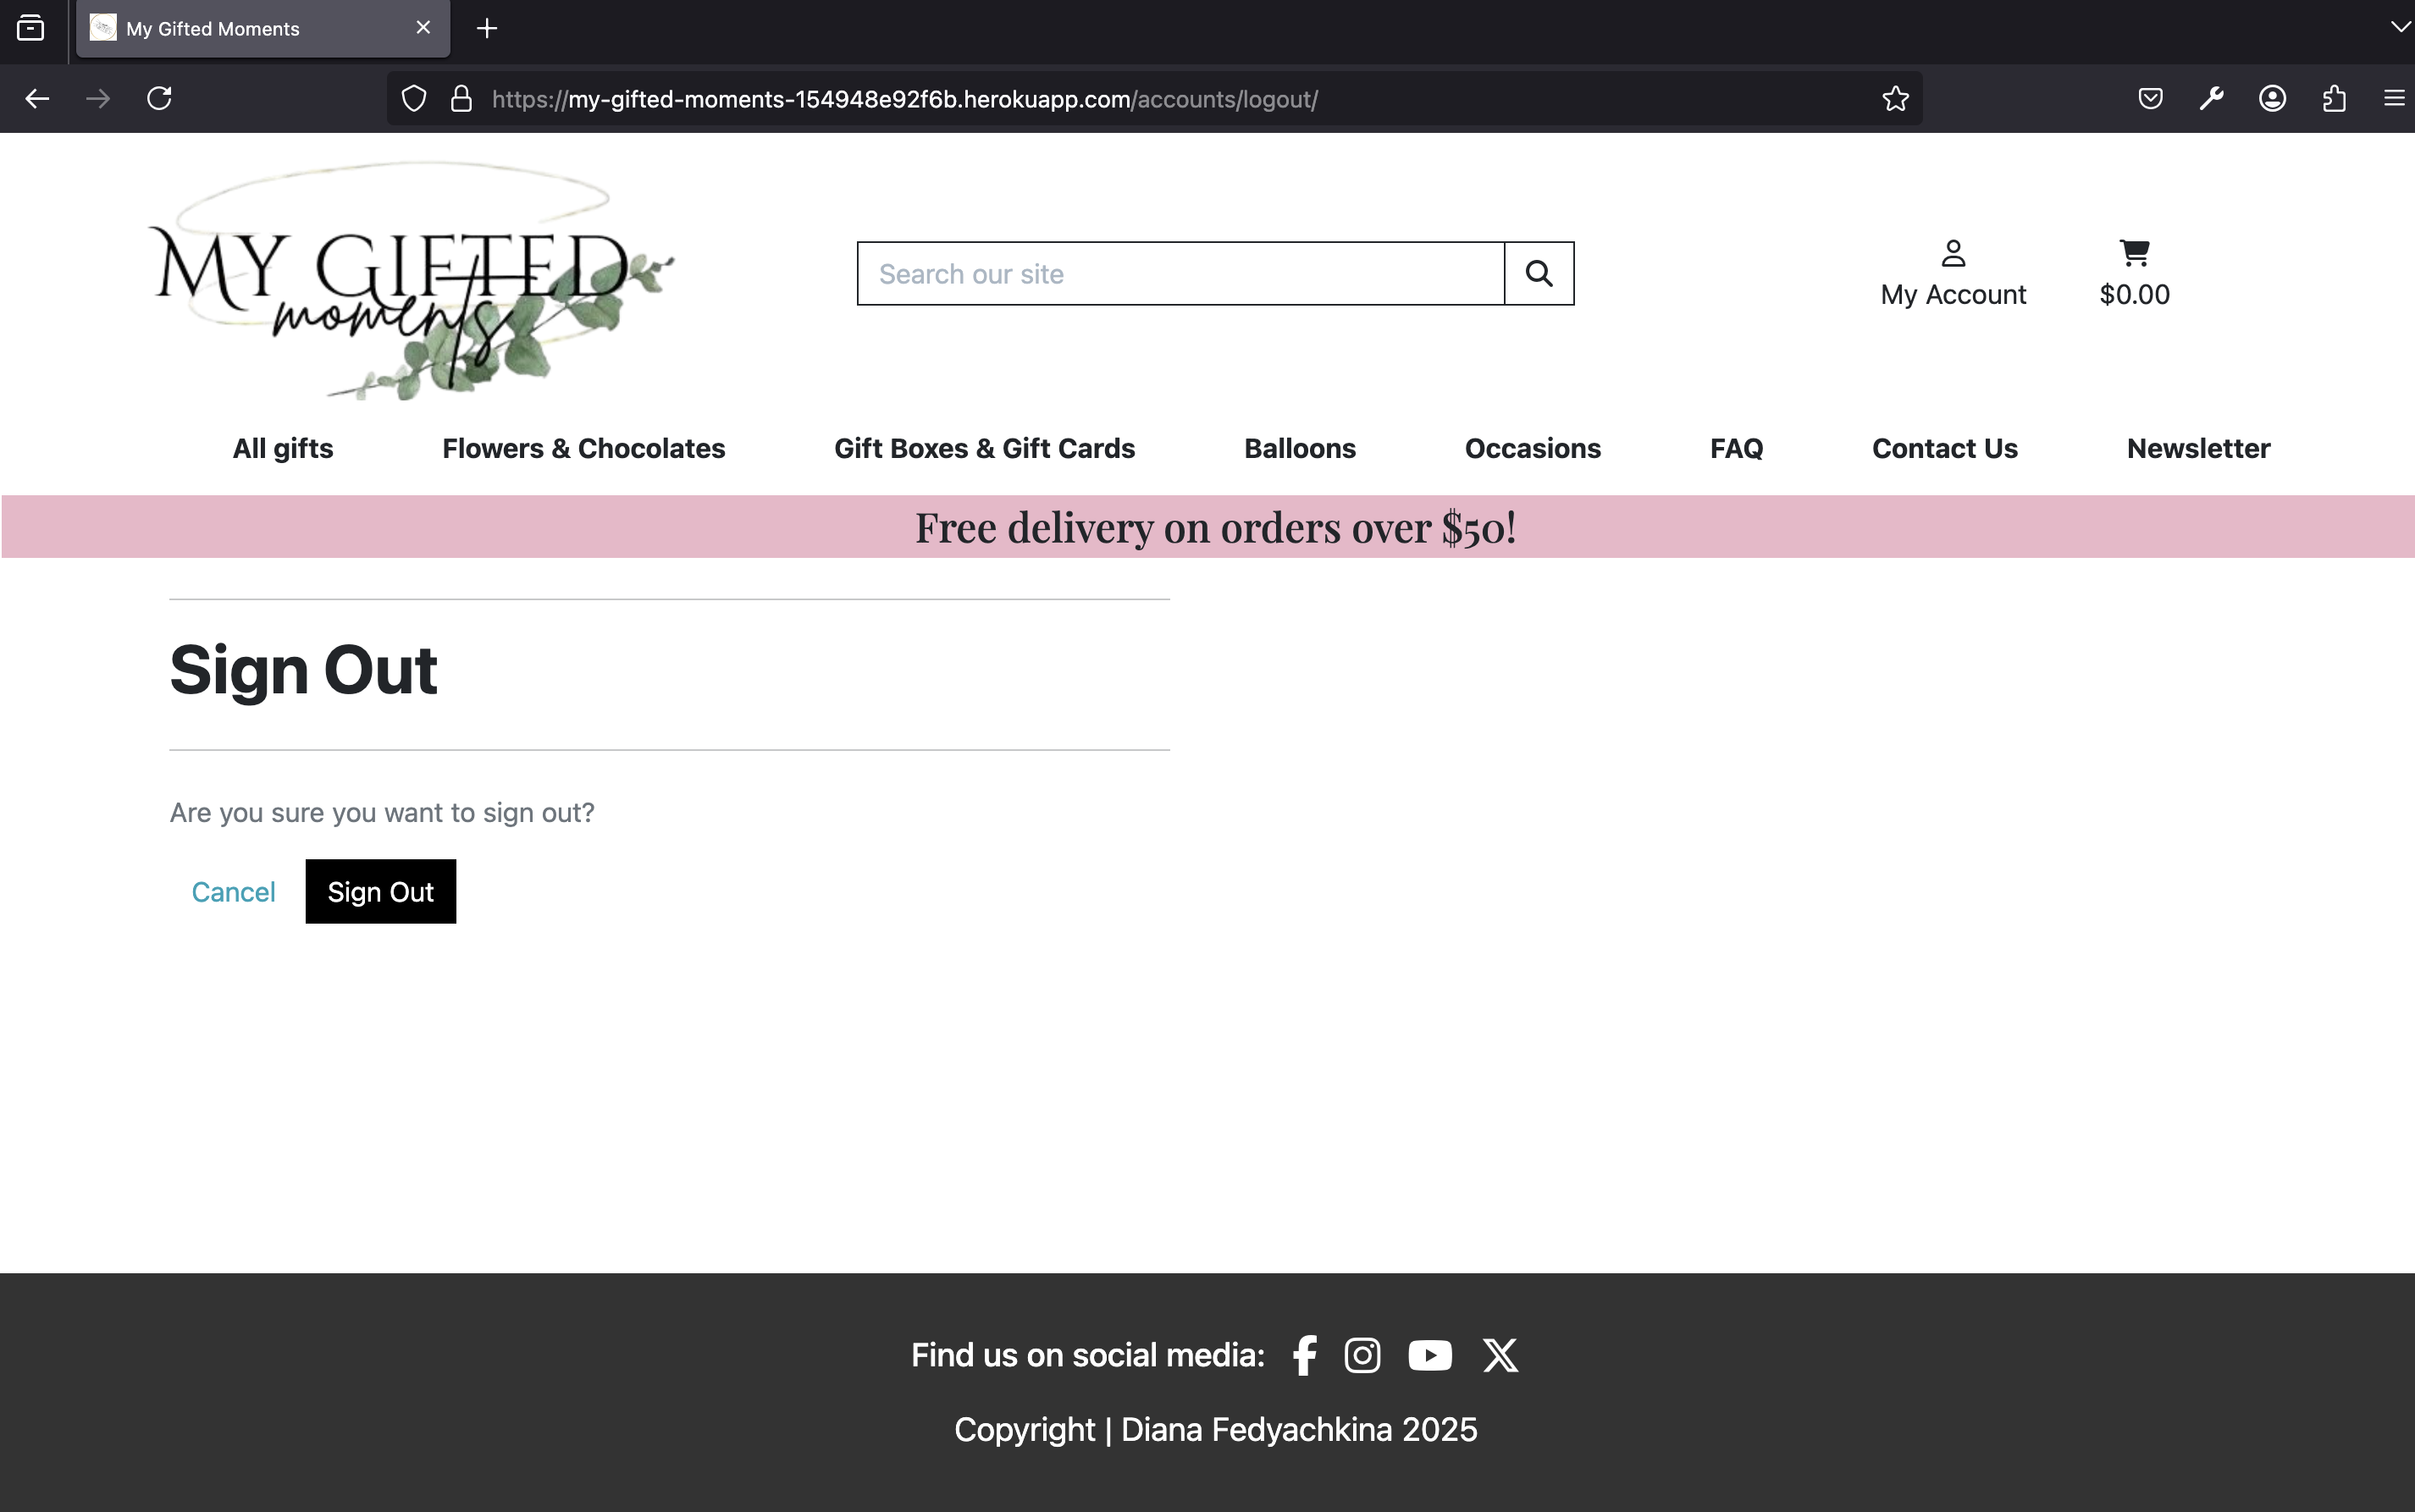 My Gifted Moments
https://my-gifted-moments-154948e92f6b.herokuapp.com/accounts/logout/
MY GIFTED
moments
Search our site
My Account
$0.00
All gifts
Flowers & Chocolates
Gift Boxes & Gift Cards
Balloons
Occasions
FAQ
Contact Us
Newsletter
Free delivery on orders over $50!
Sign Out
Are you sure you want to sign out?
Cancel
Sign Out
Find us on social media:
Copyright | Diana Fedyachkina 2025